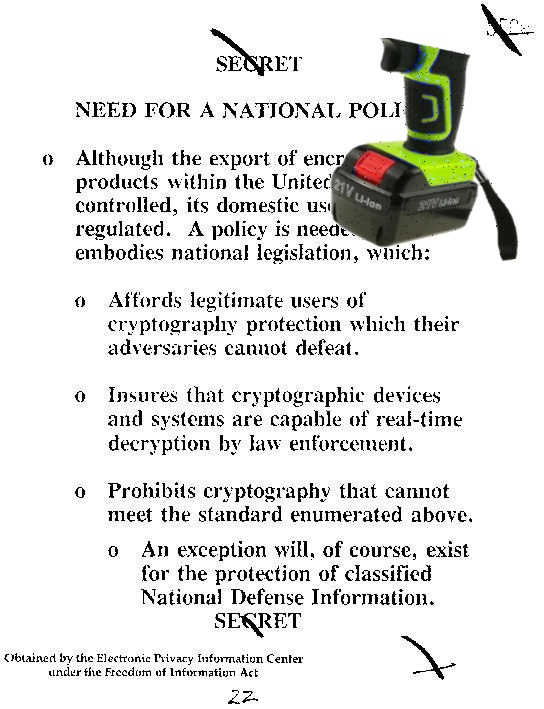 SECRET
NEED FOR A NATIONAL POLI
o Although the export of encr
products within the United
controlled, its domestic us
regulated. A policy is neede
embodies national legislation, which:
o Affords legitimate users of
cryptography protection which their
adversaries cannot defeat.
o Insures that cryptographic devices
and systems are capable of real-time
decryption by law enforcement.
o Prohibits cryptography that cannot
meet the standard enumerated above.
o An exception will, of course, exist
for the protection of classified
National Defense Information.
SECRET
Obtained by the Electronic Privacy Information Center
under the Freedom of Information Act
22
21V Li-Ion
21V Li-Ion